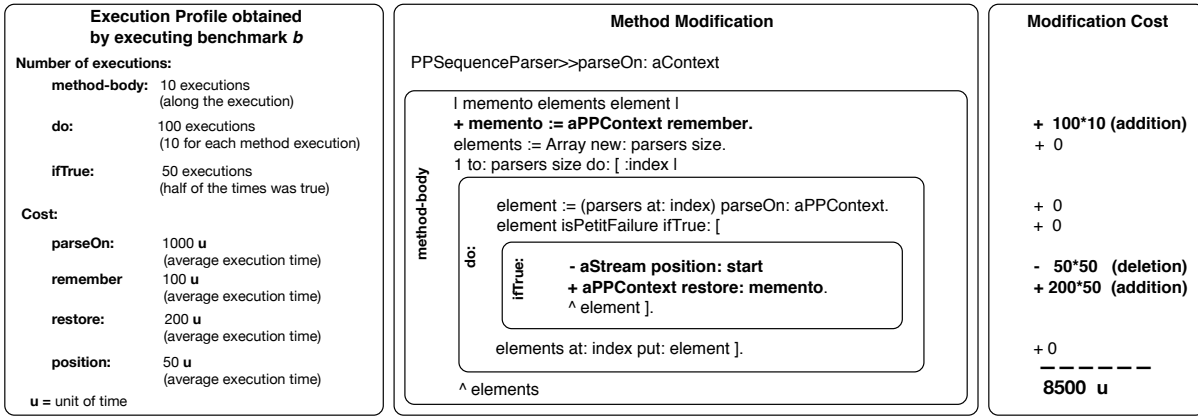 Execution Profile obtained
by executing benchmark b
Number of executions:
method-body: 10 executions
(along the execution)
do: 100 executions
(10 for each method execution)
ifTrue: 50 executions
(half of the times was true)
Cost:
parseOn: 1000 u
(average execution time)
remember 100 u
(average execution time)
restore: 200 u
(average execution time)
position: 50 u
(average execution time)
u = unit of time
Method Modification
PPSequenceParser>>parseOn: aContext
method-body
| memento elements element |
+ memento := aPPContext remember.
elements := Array new: parsers size.
1 to: parsers size do: [ :index |
do:
element := (parsers at: index) parseOn: aPPContext.
element isPetitFailure ifTrue: [
ifTrue:
- aStream position: start
+ aPPContext restore: memento.
^ element ].
elements at: index put: element ].
^ elements
Modification Cost
+ 100*10 (addition)
+ 0
+ 0
+ 0
- 50*50 (deletion)
+ 200*50 (addition)
+ 0
8500 u